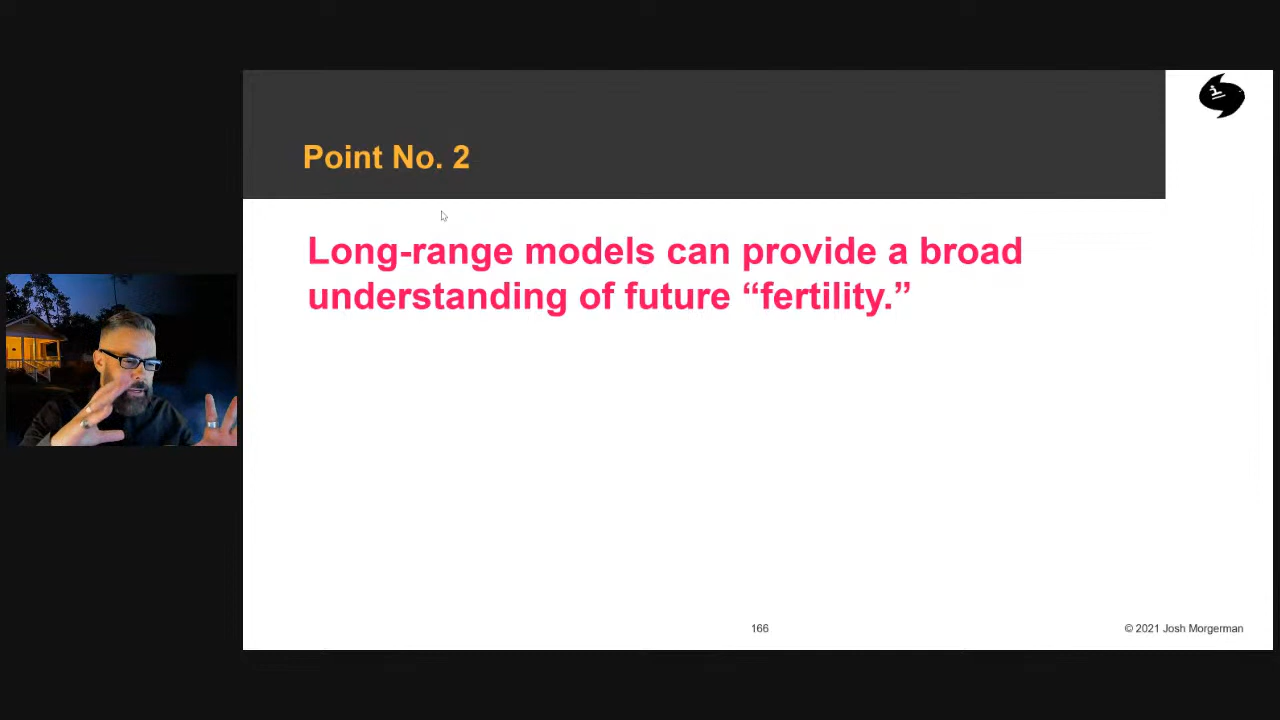 Point No. 2
Long-range models can provide a broad
understanding of future “fertility.”
166
© 2021 Josh Morgerman